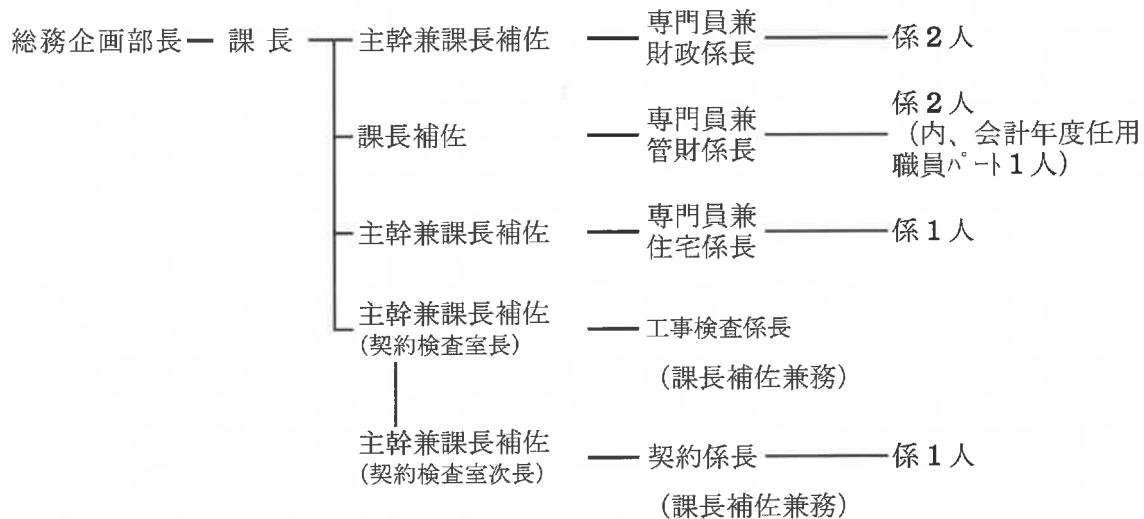 総務企画部長 課長 主幹兼課長補佐 専門員兼
財政係長 係2人
課長補佐 専門員兼
管財係長 係2人
(内、会計年度任用
職員パート1人)
主幹兼課長補佐 専門員兼
住宅係長 係1人
主幹兼課長補佐
(契約検査室長) 工事検査係長
(課長補佐兼務)
主幹兼課長補佐
(契約検査室次長) 契約係長 係1人
(課長補佐兼務)